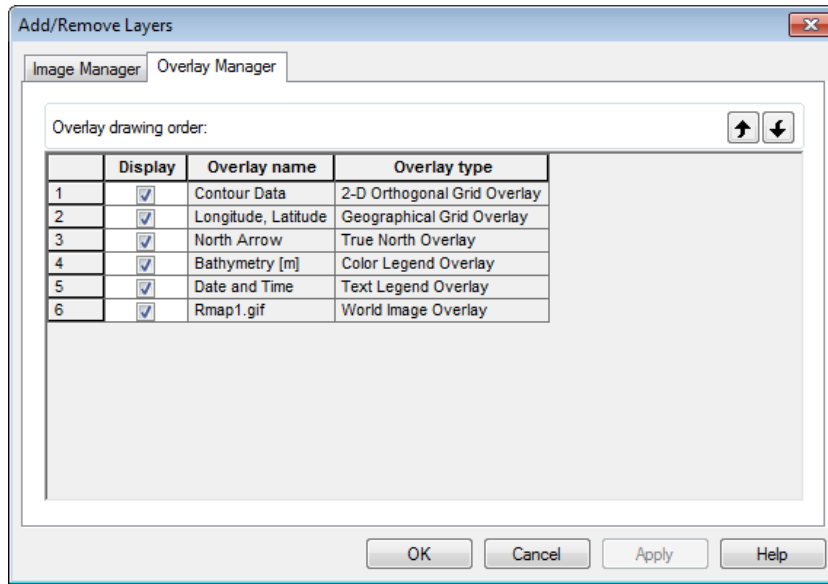 Add/Remove Layers
Image Manager Overlay Manager
Overlay drawing order:
Display Overlay name Overlay type
1 Contour Data 2-D Orthogonal Grid Overlay
2 Longitude, Latitude Geographical Grid Overlay
3 North Arrow True North Overlay
4 Bathymetry [m] Color Legend Overlay
5 Date and Time Text Legend Overlay
6 Rmap1.gif World Image Overlay
OK Cancel Apply Help